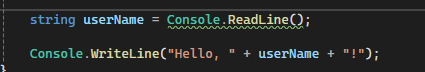 string userName = Console.ReadLine();
Console.WriteLine("Hello, " + userName + "!");
}